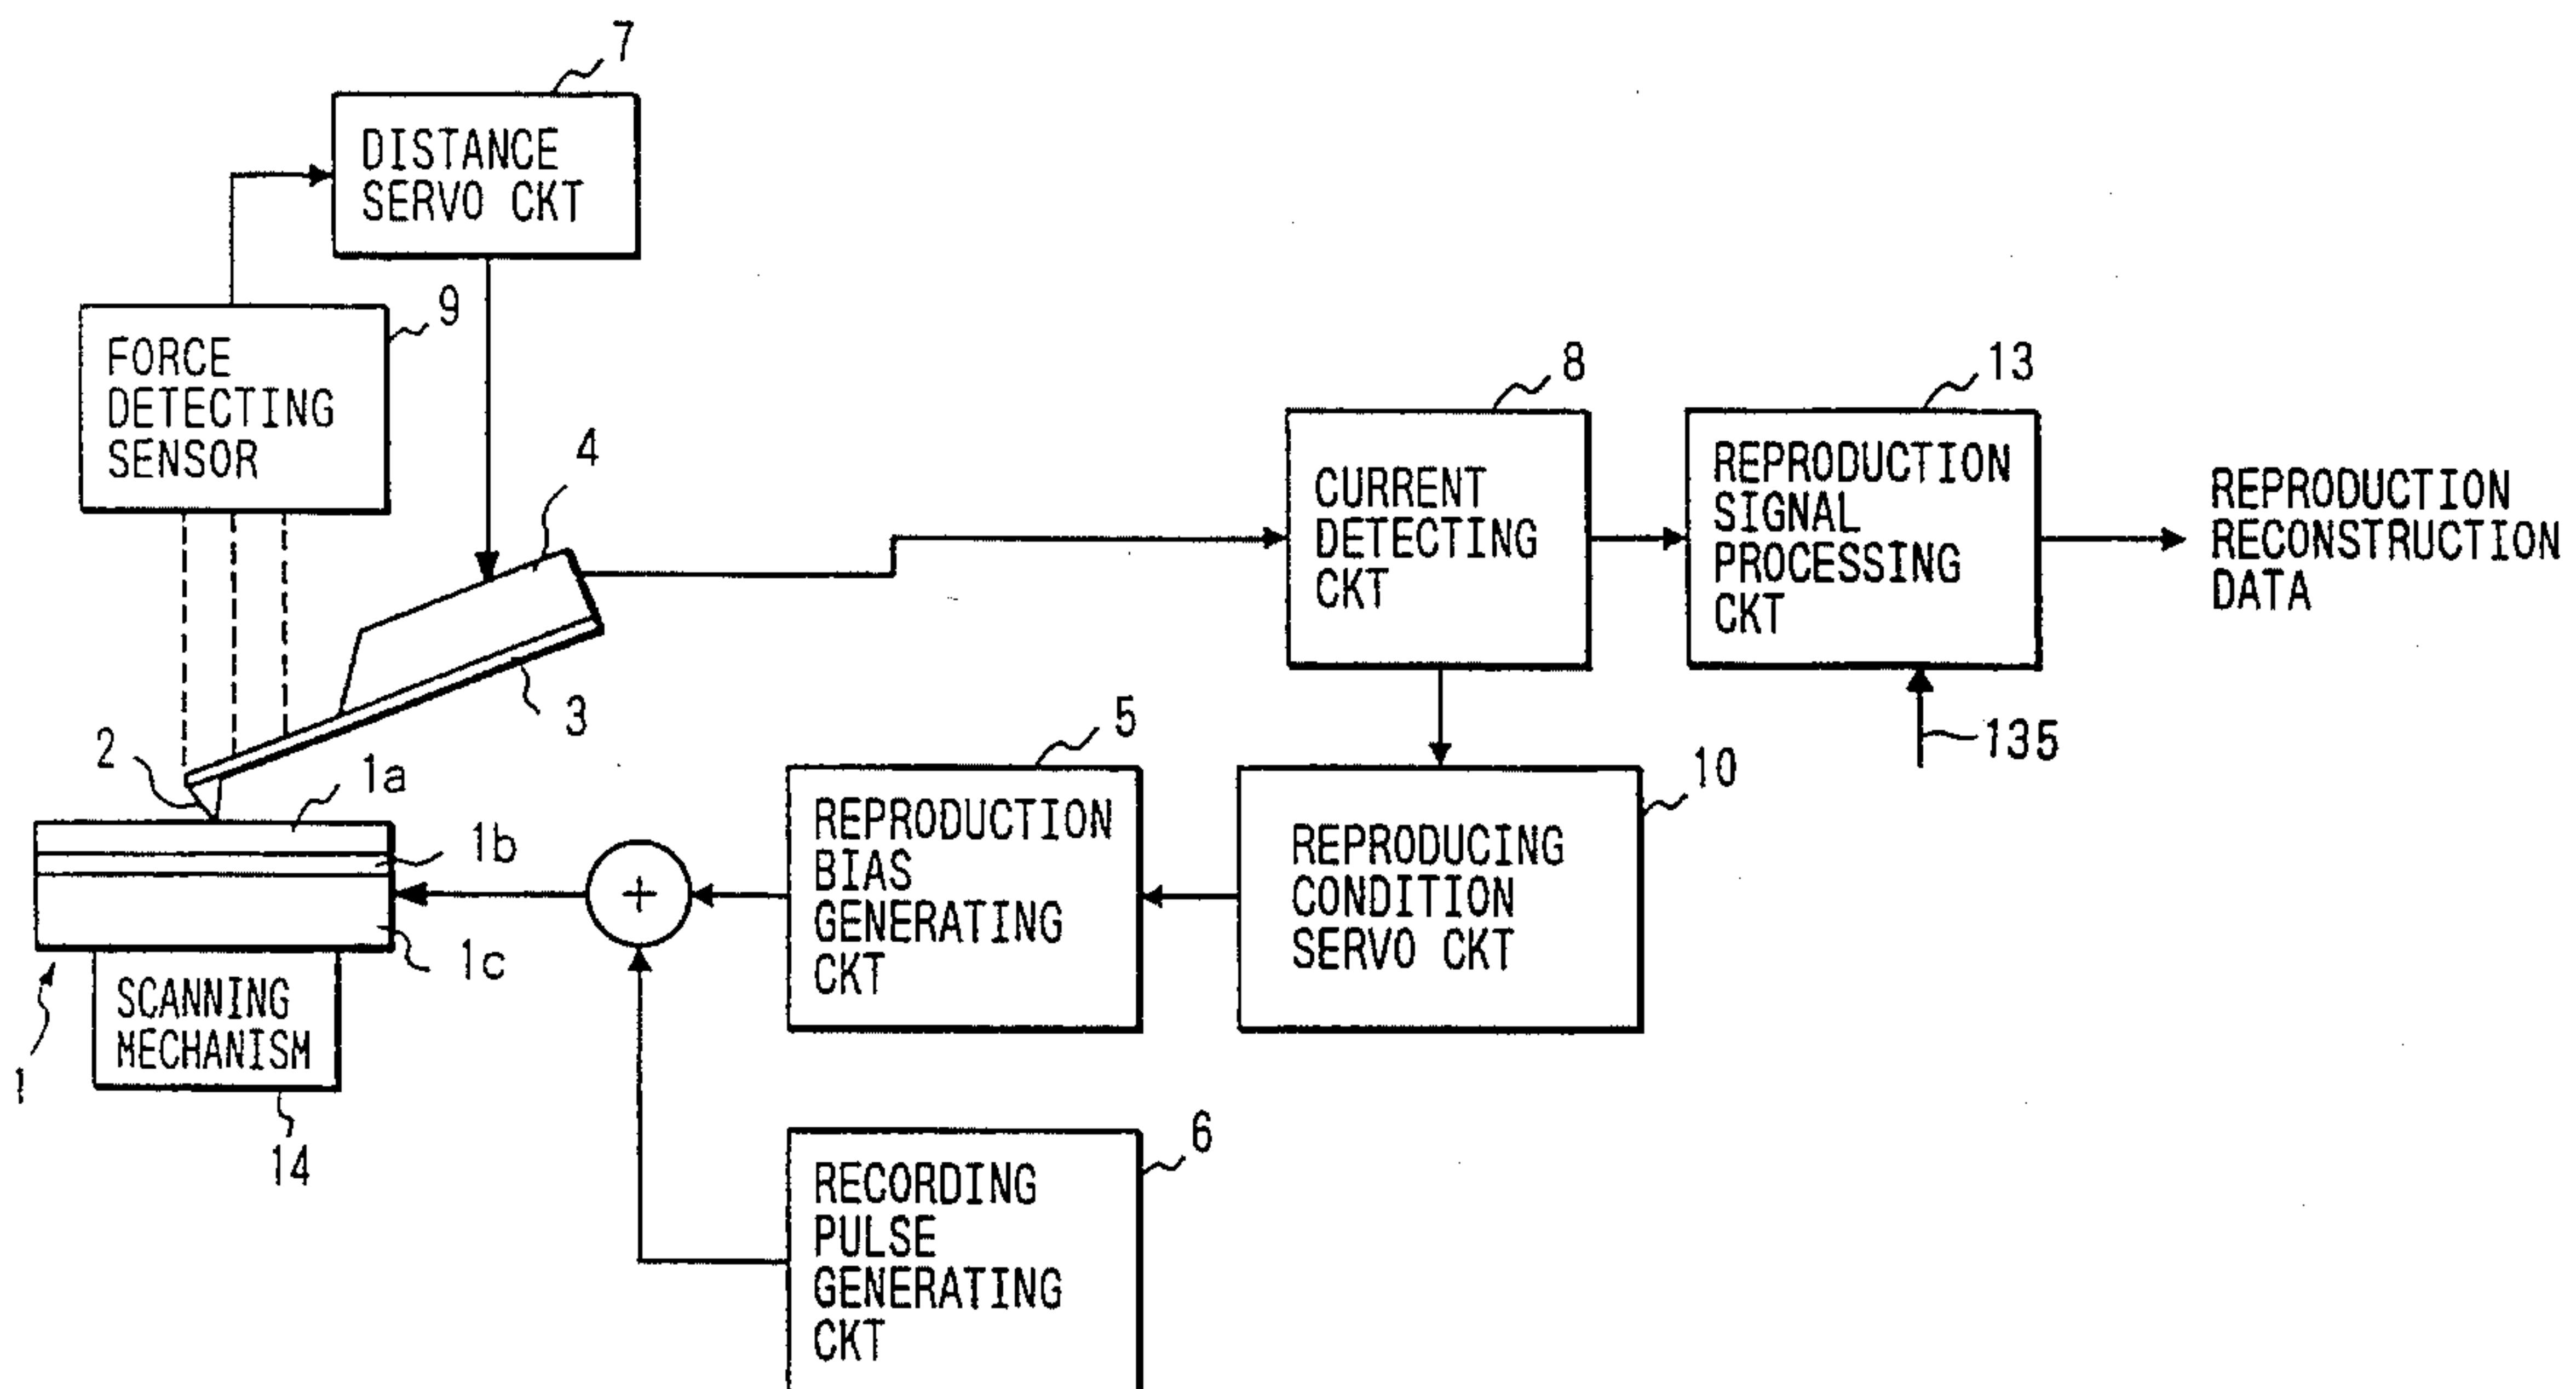 7
DISTANCE
SERVO CKT
9
FORCE
DETECTING
SENSOR
4
8
CURRENT
DETECTING
CKT
13
REPRODUCTION
SIGNAL
PROCESSING
CKT
REPRODUCTION
RECONSTRUCTION
DATA
135
3
2
1a
1b
1c
1
SCANNING
MECHANISM
14
5
REPRODUCTION
BIAS
GENERATING
CKT
10
REPRODUCING
CONDITION
SERVO CKT
+
6
RECORDING
PULSE
GENERATING
CKT